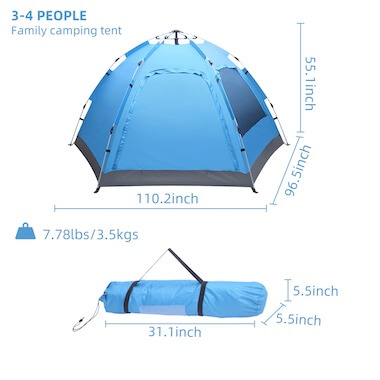 3-4 PEOPLE
Family camping tent
55.1inch
96.5inch
110.2inch
7.78lbs/3.5kgs
5.5inch
5.5inch
31.1inch